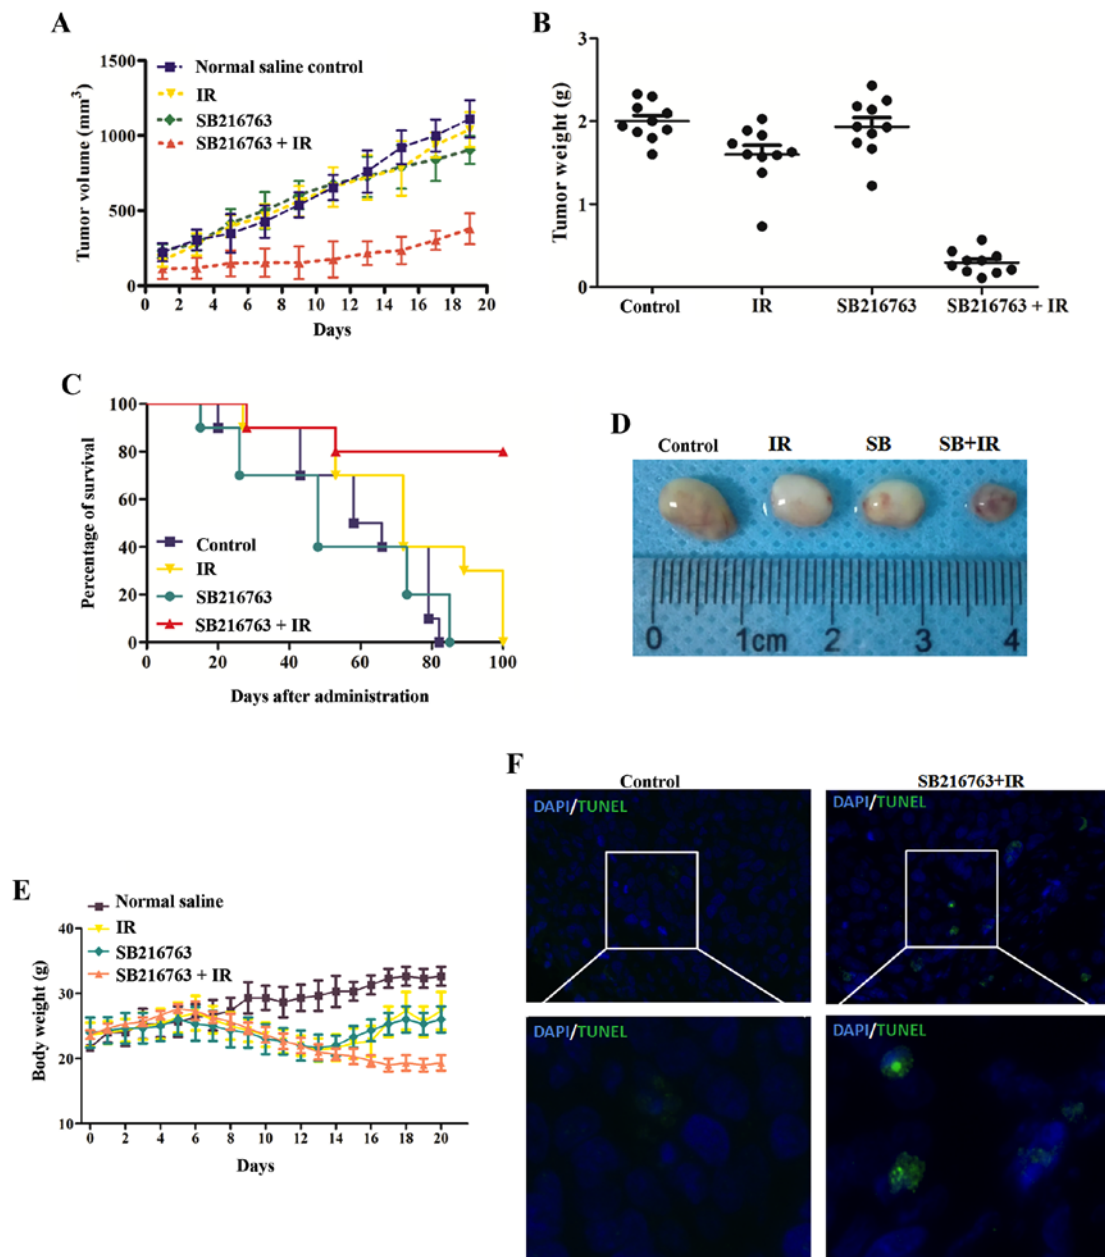 A
Tumor volume (mm³)
1500
1000
500
0
Normal saline control
IR
SB216763
SB216763 + IR
0 2 4 6 8 10 12 14 16 18 20
Days
B
Tumor weight (g)
3
2
1
0
Control IR SB216763 SB216763 + IR
C
Percentage of survival
100
80
60
40
20
0
Control
IR
SB216763
SB216763 + IR
0 20 40 60 80 100
Days after administration
D
Control IR SB SB+IR
0 1cm 2 3 4
E
Body weight (g)
40
30
20
10
Normal saline
IR
SB216763
SB216763 + IR
0 2 4 6 8 10 12 14 16 18 20
Days
F
Control SB216763+IR
DAPI/TUNEL DAPI/TUNEL
DAPI/TUNEL DAPI/TUNEL